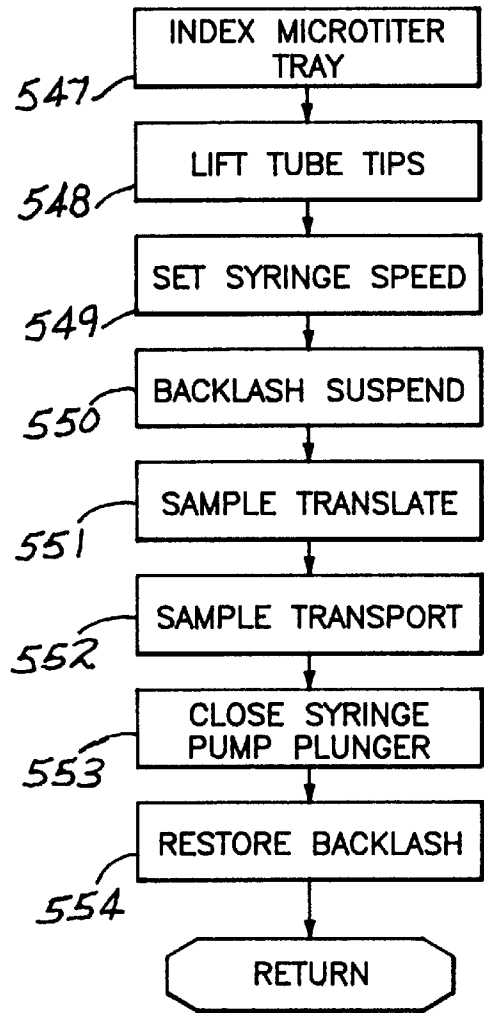 INDEX MICROTITER
TRAY
547
LIFT TUBE TIPS
548
SET SYRINGE SPEED
549
BACKLASH SUSPEND
550
SAMPLE TRANSLATE
551
SAMPLE TRANSPORT
552
CLOSE SYRINGE
PUMP PLUNGER
553
RESTORE BACKLASH
554
RETURN